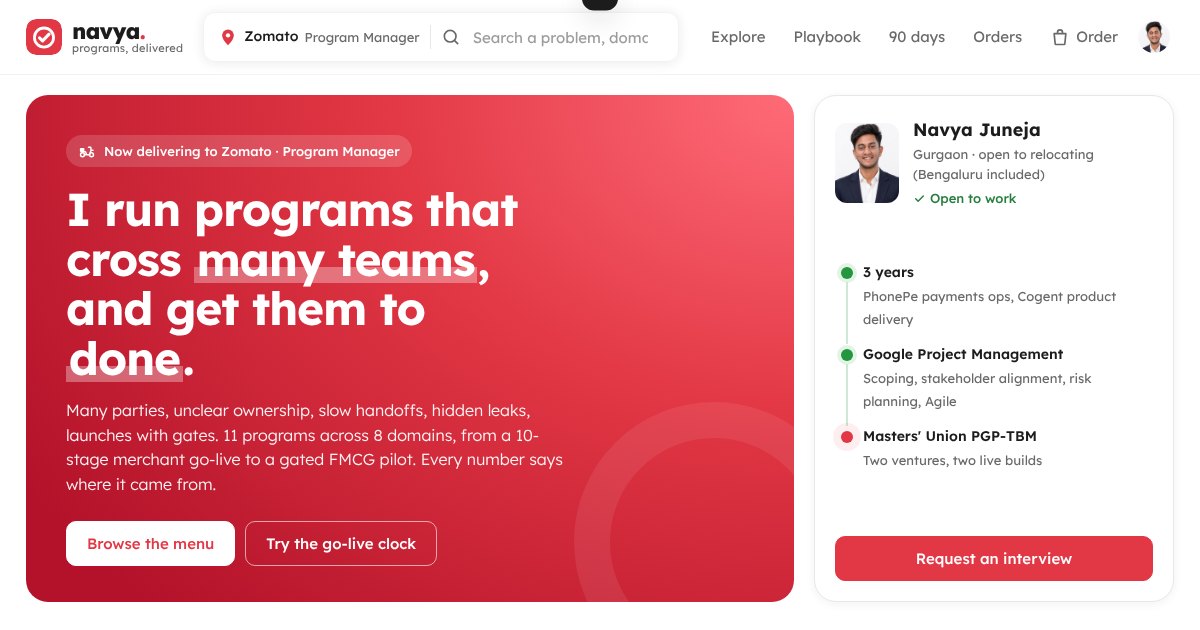 navya.
programs, delivered
Zomato Program Manager
Search a problem, doma
Explore
Playbook
90 days
Orders
Order
Now delivering to Zomato · Program Manager
I run programs that
cross many teams,
and get them to
done.
Many parties, unclear ownership, slow handoffs, hidden leaks,
launches with gates. 11 programs across 8 domains, from a 10-
stage merchant go-live to a gated FMCG pilot. Every number says
where it came from.
Browse the menu
Try the go-live clock
Navya Juneja
Gurgaon · open to relocating
(Bengaluru included)
✓ Open to work
3 years
PhonePe payments ops, Cogent product
delivery
Google Project Management
Scoping, stakeholder alignment, risk
planning, Agile
Masters' Union PGP-TBM
Two ventures, two live builds
Request an interview